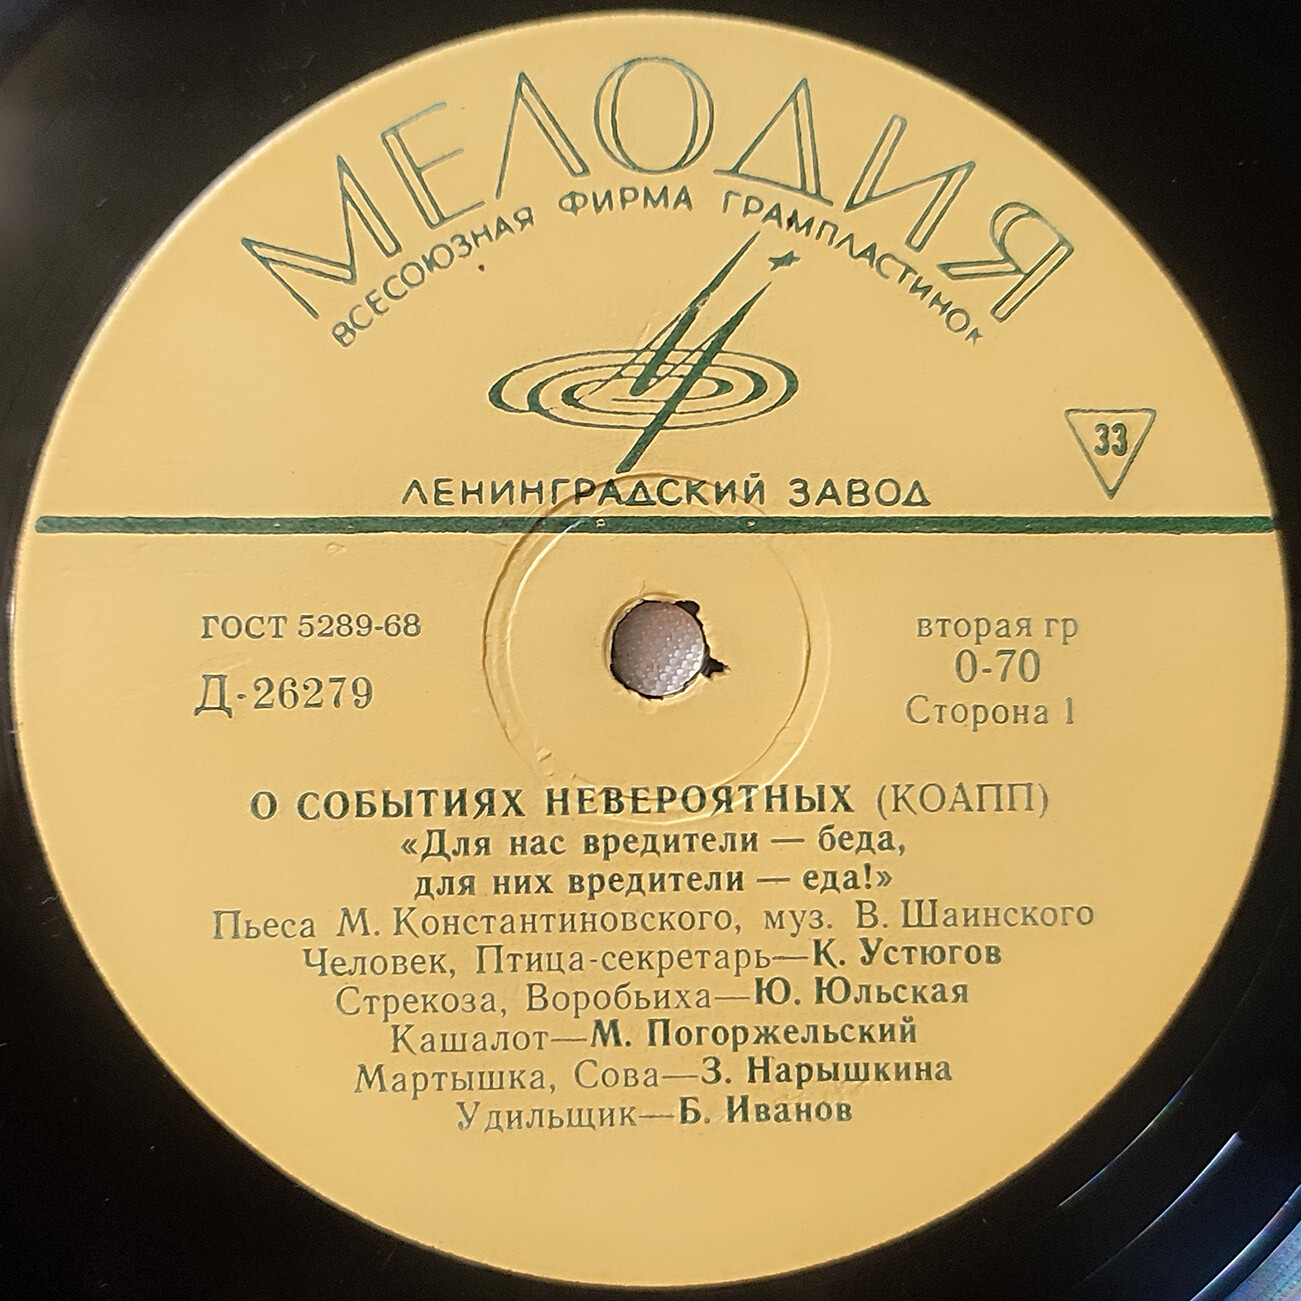 МЕЛОДИЯ
ВСЕСОЮЗНАЯ ФИРМА ГРАМПЛАСТИНОК
33
ЛЕНИНГРАДСКИЙ ЗАВОД
ГОСТ 5289-68
вторая гр
Д-26279
0-70
Сторона 1
О СОБЫТИЯХ НЕВЕРОЯТНЫХ (КОАПП)
«Для нас вредители — беда,
для них вредители — еда!»
Пьеса М. Константиновского, муз. В. Шаинского
Человек, Птица-секретарь—К. Устюгов
Стрекоза, Воробьиха—Ю. Юльская
Кашалот—М. Погоржельский
Мартышка, Сова—З. Нарышкина
Удильщик—Б. Иванов